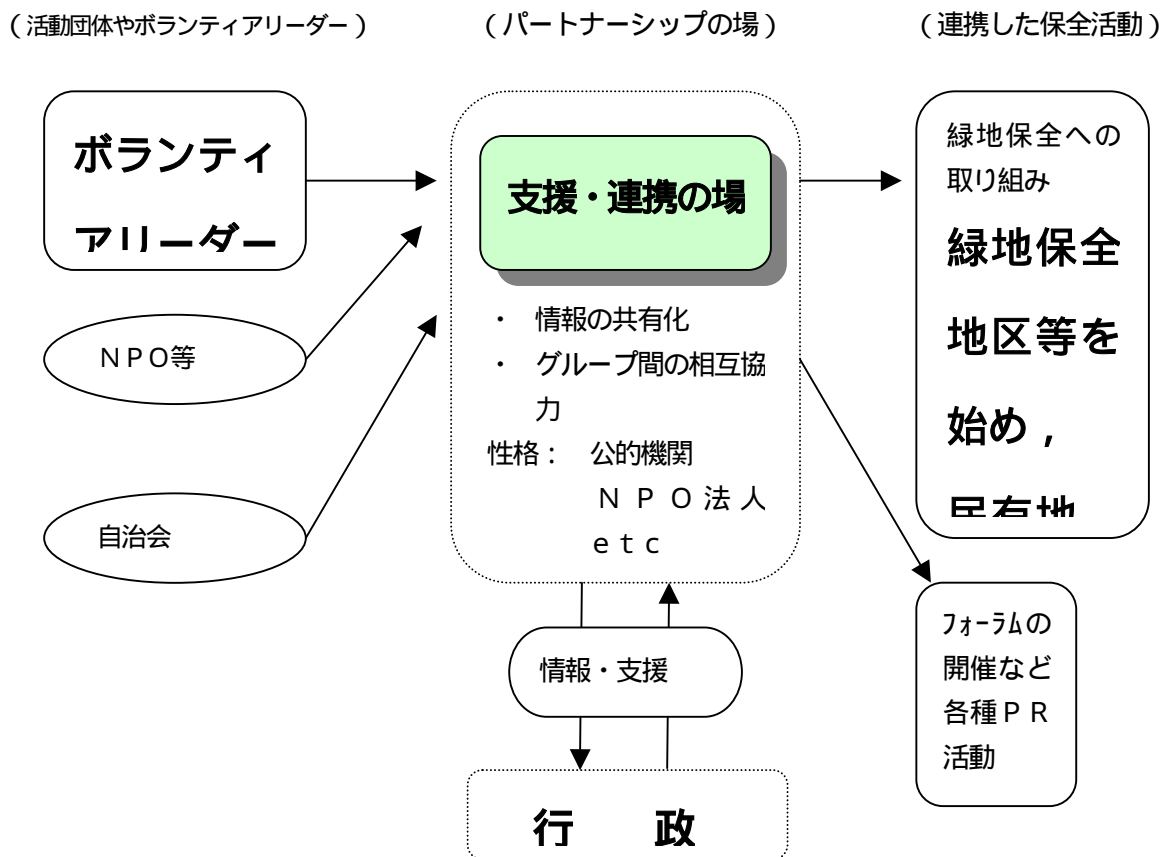 （活動団体やボランティアリーダー）
（パートナーシップの場）
（連携した保全活動）
ボランティ
アリーダー
ＮＰＯ等
自治会
支援・連携の場
・ 情報の共有化
・ グループ間の相互協
力
性格： 公的機関
ＮＰＯ法人
ｅｔｃ
情報・支援
行 政
緑地保全への
取り組み
緑地保全
地区等を
始め，
民有地
ﾌｫｰﾗﾑの
開催など
各種ＰＲ
活動